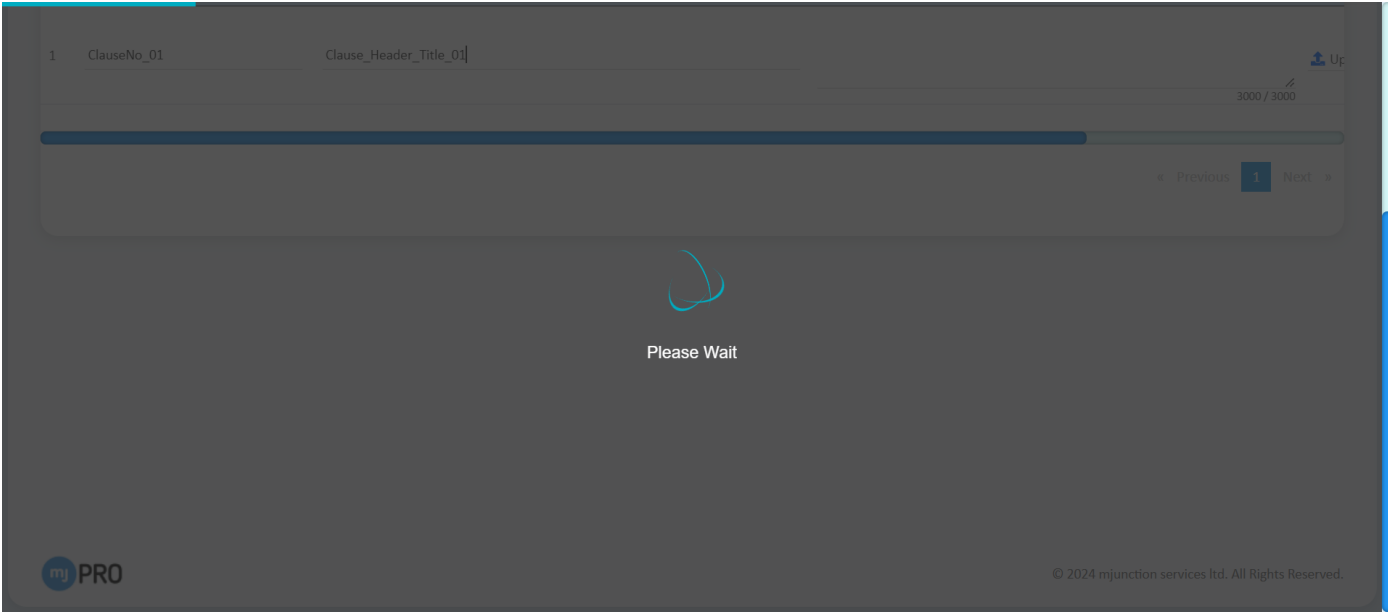 1 ClauseNo_01 Clause_Header_Title_01
Up
3000 / 3000
« Previous 1 Next »
Please Wait
mj PRO
© 2024 mjunction services ltd. All Rights Reserved.